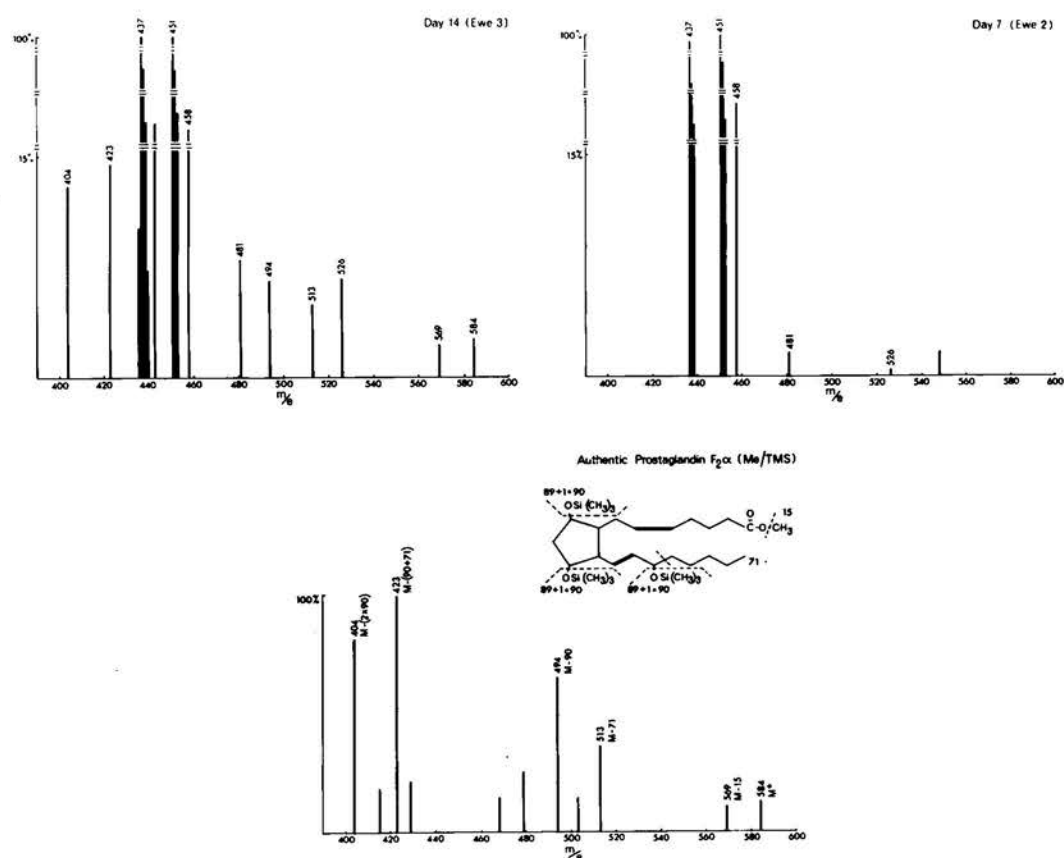 Day 14 (Ewe 3)
100%
15%
404
423
437
451
458
481
494
513
526
569
584
400 420 440 460 480 500 520 540 560 580 600
m/e
Day 7 (Ewe 2)
100%
15%
437
451
458
481
526
400 420 440 460 480 500 520 540 560 580 600
m/e
Authentic Prostaglandin F₂α (Me/TMS)
89+1=90
OSi(CH₃)₃
O
C-O-CH₃
15
71
OSi(CH₃)₃
OSi(CH₃)₃
89+1=90
89+1=90
100%
404
M-(2×90)
423
M-(90+71)
494
M-90
513
M-71
569
M-15
584
M⁺
400 420 440 460 480 500 520 540 560 580 600
m/e